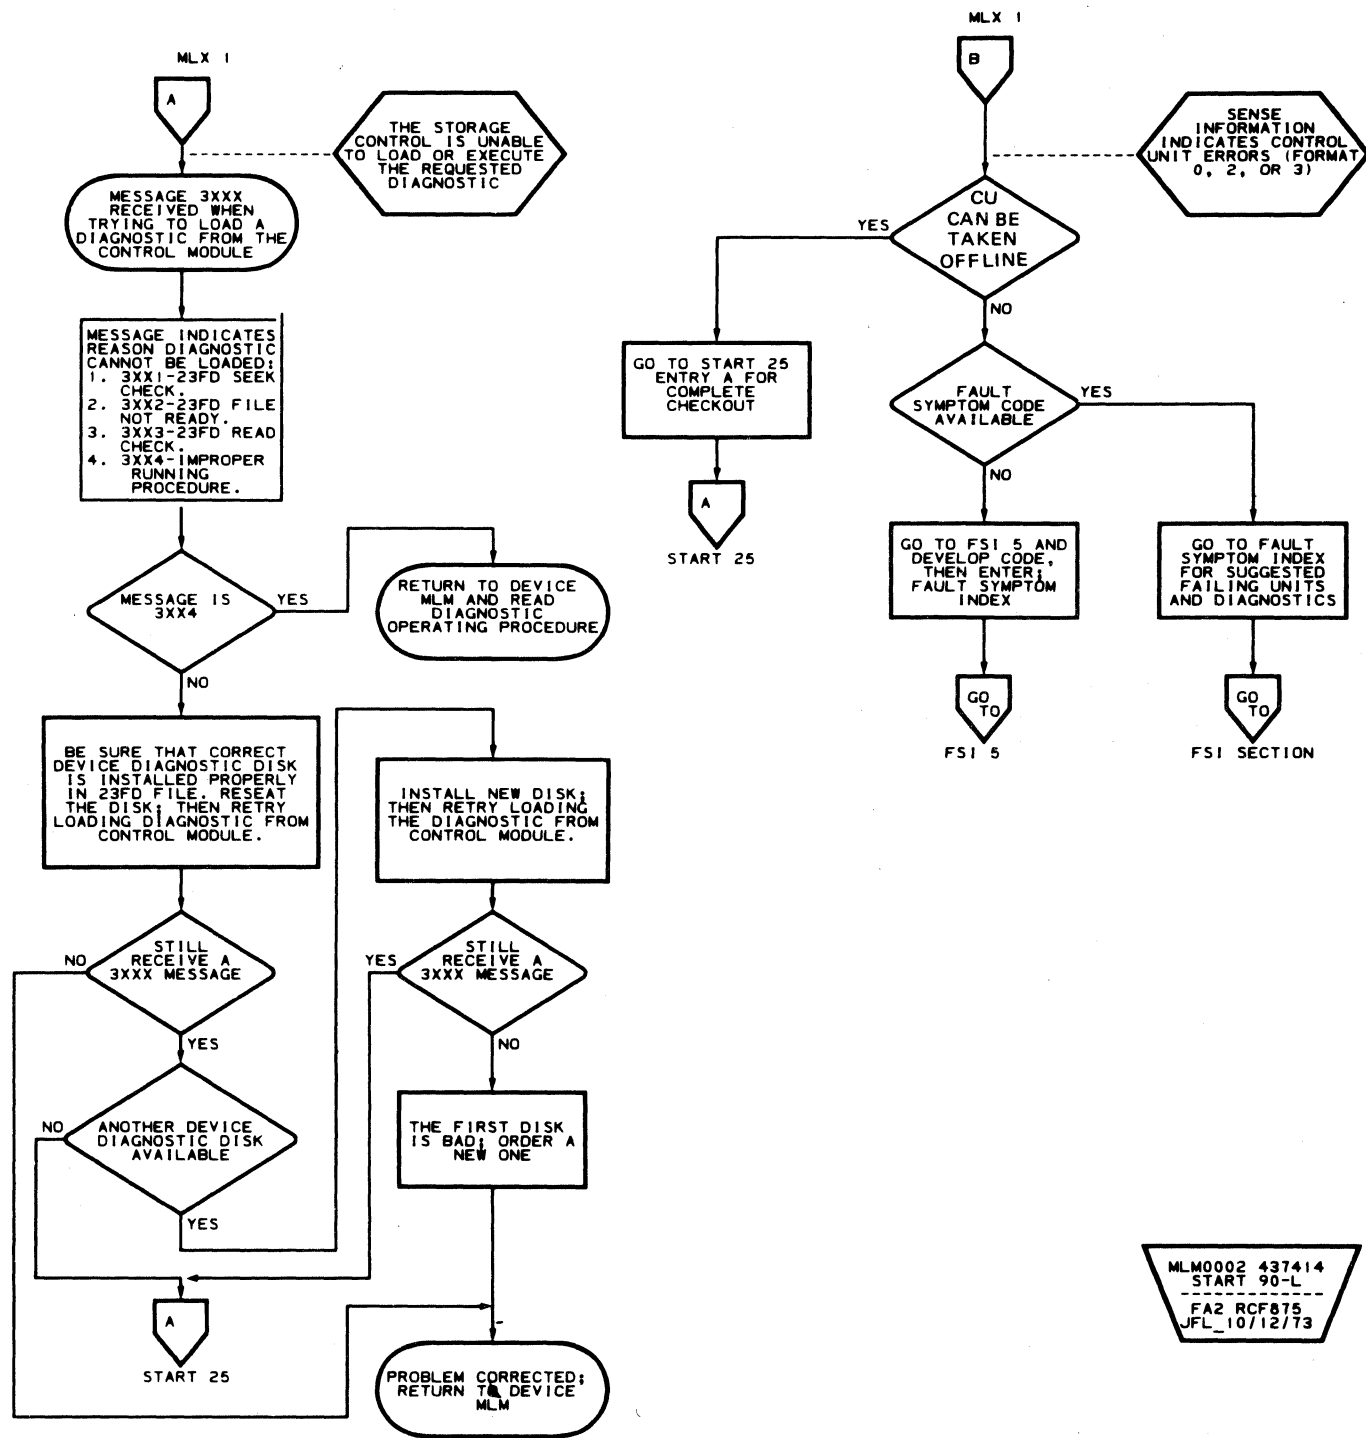 MLX 1
A
THE STORAGE
CONTROL IS UNABLE
TO LOAD OR EXECUTE
THE REQUESTED
DIAGNOSTIC
MESSAGE 3XXX
RECEIVED WHEN
TRYING TO LOAD A
DIAGNOSTIC FROM THE
CONTROL MODULE
MESSAGE INDICATES
REASON DIAGNOSTIC
CANNOT BE LOADED;
1. 3XX1-23FD SEEK
CHECK.
2. 3XX2-23FD FILE
NOT READY.
3. 3XX3-23FD READ
CHECK.
4. 3XX4-IMPROPER
RUNNING
PROCEDURE.
MESSAGE IS
3XX4
YES
RETURN TO DEVICE
MLM AND READ
DIAGNOSTIC
OPERATING PROCEDURE
NO
BE SURE THAT CORRECT
DEVICE DIAGNOSTIC DISK
IS INSTALLED PROPERLY
IN 23FD FILE. RESEAT
THE DISK; THEN RETRY
LOADING DIAGNOSTIC FROM
CONTROL MODULE.
STILL
RECEIVE A
3XXX MESSAGE
NO
YES
ANOTHER DEVICE
DIAGNOSTIC DISK
AVAILABLE
NO
YES
A
START 25
INSTALL NEW DISK;
THEN RETRY LOADING
THE DIAGNOSTIC FROM
CONTROL MODULE.
STILL
RECEIVE A
3XXX MESSAGE
YES
NO
THE FIRST DISK
IS BAD; ORDER A
NEW ONE
PROBLEM CORRECTED;
RETURN TO DEVICE
MLM
MLX 1
B
SENSE
INFORMATION
INDICATES CONTROL
UNIT ERRORS (FORMAT
0, 2, OR 3)
CU
CAN BE
TAKEN
OFFLINE
YES
NO
GO TO START 25
ENTRY A FOR
COMPLETE
CHECKOUT
A
START 25
FAULT
SYMPTOM CODE
AVAILABLE
YES
NO
GO TO FSI 5 AND
DEVELOP CODE,
THEN ENTER;
FAULT SYMPTOM
INDEX
GO
TO
FSI 5
GO TO FAULT
SYMPTOM INDEX
FOR SUGGESTED
FAILING UNITS
AND DIAGNOSTICS
GO
TO
FSI SECTION
MLM0002 437414
START 90-L
FA2 RCF875
JFL_10/12/73